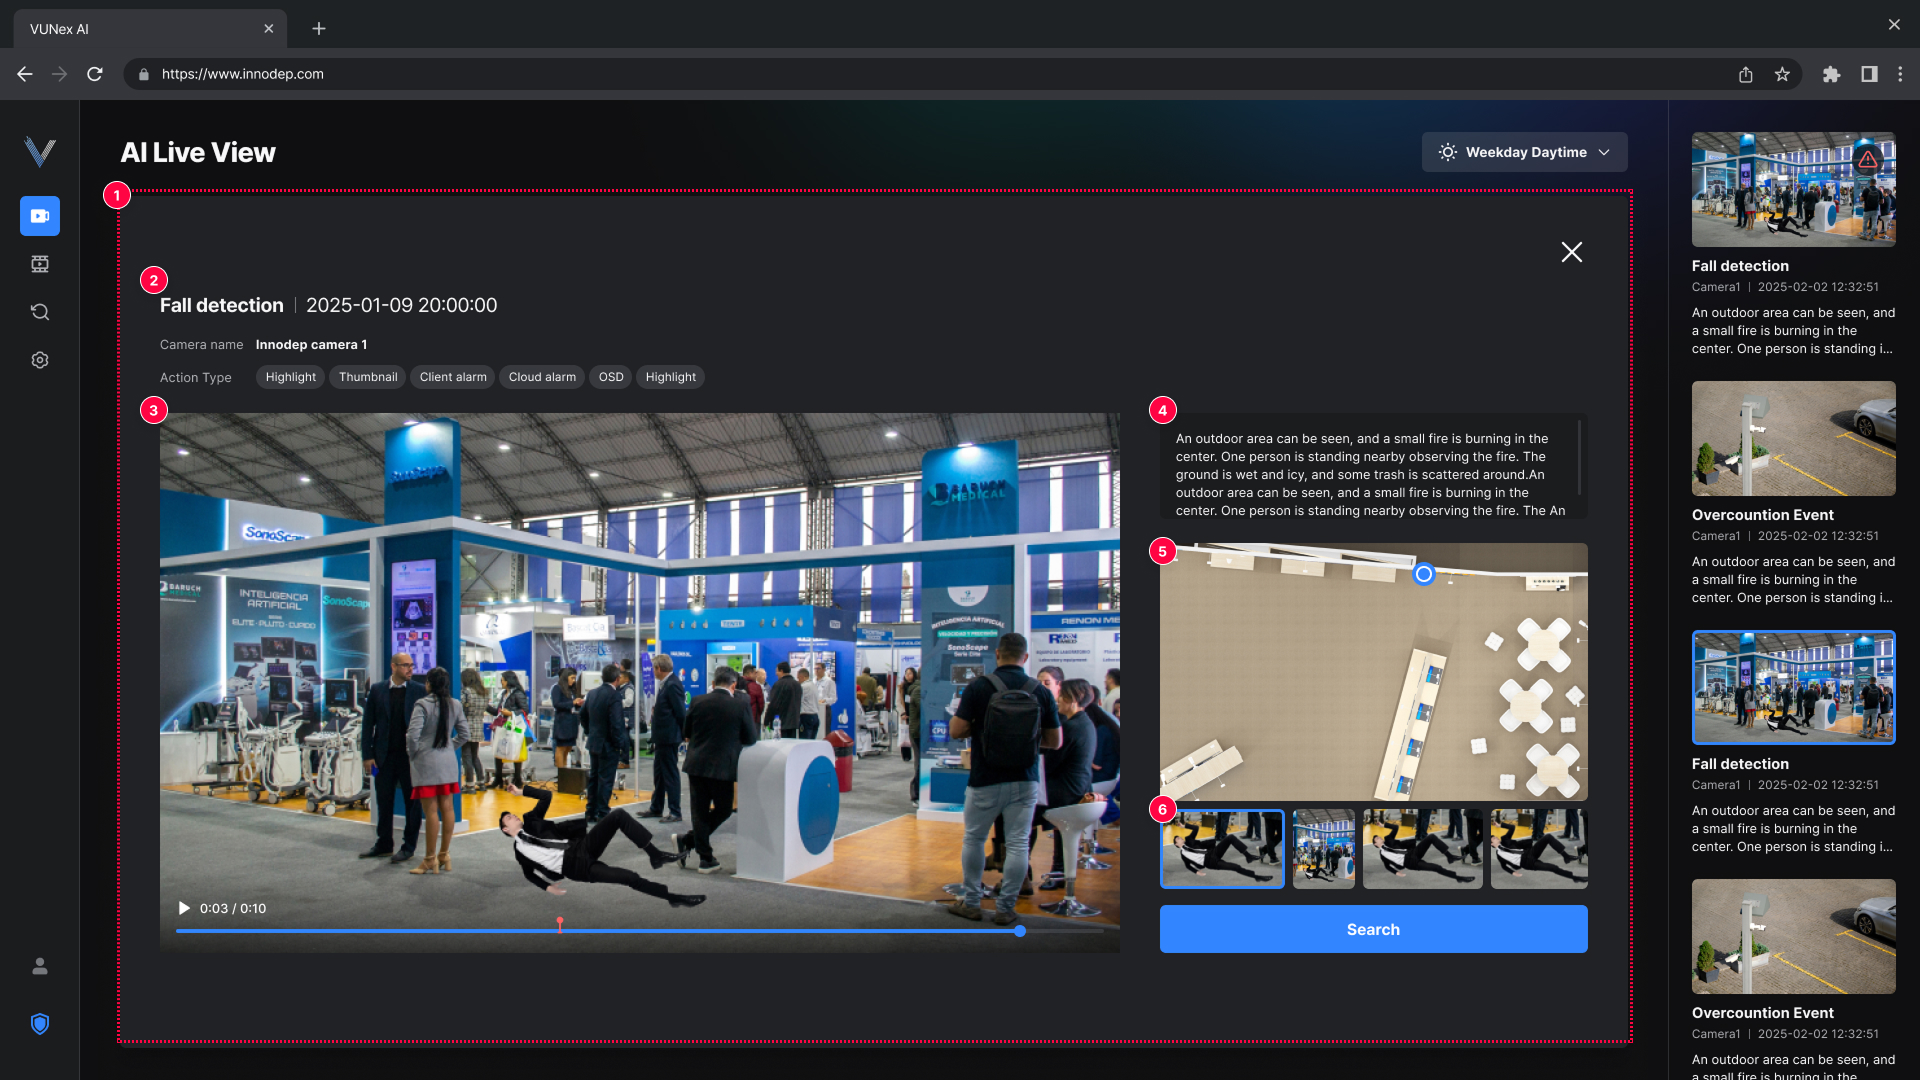 VUNex AI
https://www.innodep.com
AI Live View
Weekday Daytime
1
2
Fall detection | 2025-01-09 20:00:00
Camera name Innodep camera 1
Action Type Highlight Thumbnail Client alarm Cloud alarm OSD Highlight
3
SonoScape
BARUCH
MEDICAL
SonoScape
BARUCH
INTELIGENCIA
ARTIFICIAL
ELITE - PLUTO - CUPIDO
SonoScape
RENON
INTELIGENCIA ARTIFICIAL
SonoScape
0:03 / 0:10
4
An outdoor area can be seen, and a small fire is burning in the
center. One person is standing nearby observing the fire. The
ground is wet and icy, and some trash is scattered around.An
outdoor area can be seen, and a small fire is burning in the
center. One person is standing nearby observing the fire. The An
5
6
Search
Fall detection
Camera1 | 2025-02-02 12:32:51
An outdoor area can be seen, and
a small fire is burning in the
center. One person is standing i...
Overcountion Event
Camera1 | 2025-02-02 12:32:51
An outdoor area can be seen, and
a small fire is burning in the
center. One person is standing i...
Fall detection
Camera1 | 2025-02-02 12:32:51
An outdoor area can be seen, and
a small fire is burning in the
center. One person is standing i...
Overcountion Event
Camera1 | 2025-02-02 12:32:51
An outdoor area can be seen, and
a small fire is burning in the